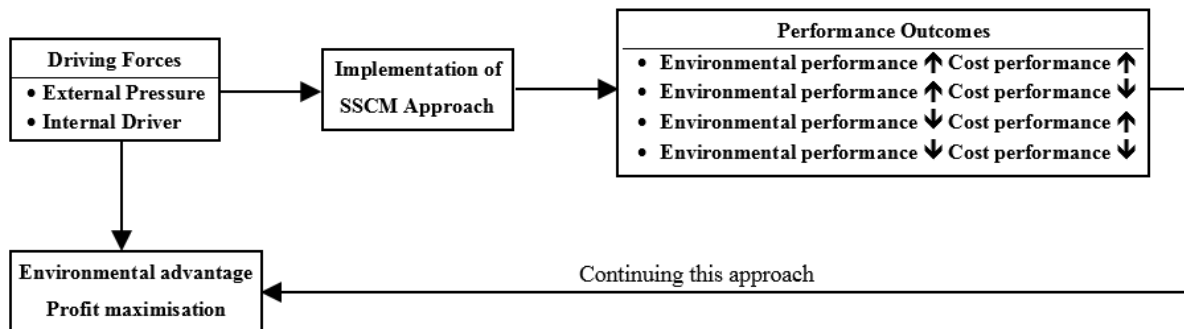 Driving Forces
• External Pressure
• Internal Driver
Implementation of
SSCM Approach
Performance Outcomes
• Environmental performance ↑ Cost performance ↑
• Environmental performance ↑ Cost performance ↓
• Environmental performance ↓ Cost performance ↑
• Environmental performance ↓ Cost performance ↓
Environmental advantage
Profit maximisation
Continuing this approach